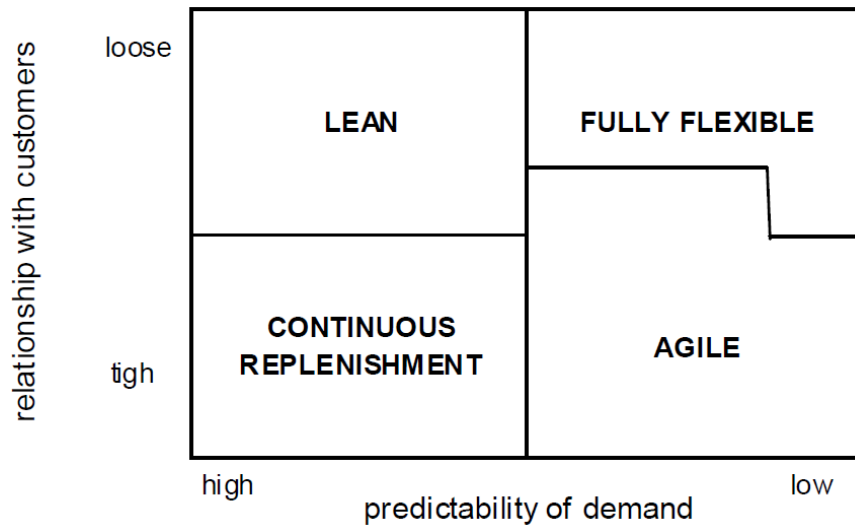 relationship with customers
loose
LEAN
FULLY FLEXIBLE
CONTINUOUS
REPLENISHMENT
AGILE
tigh
high
low
predictability of demand